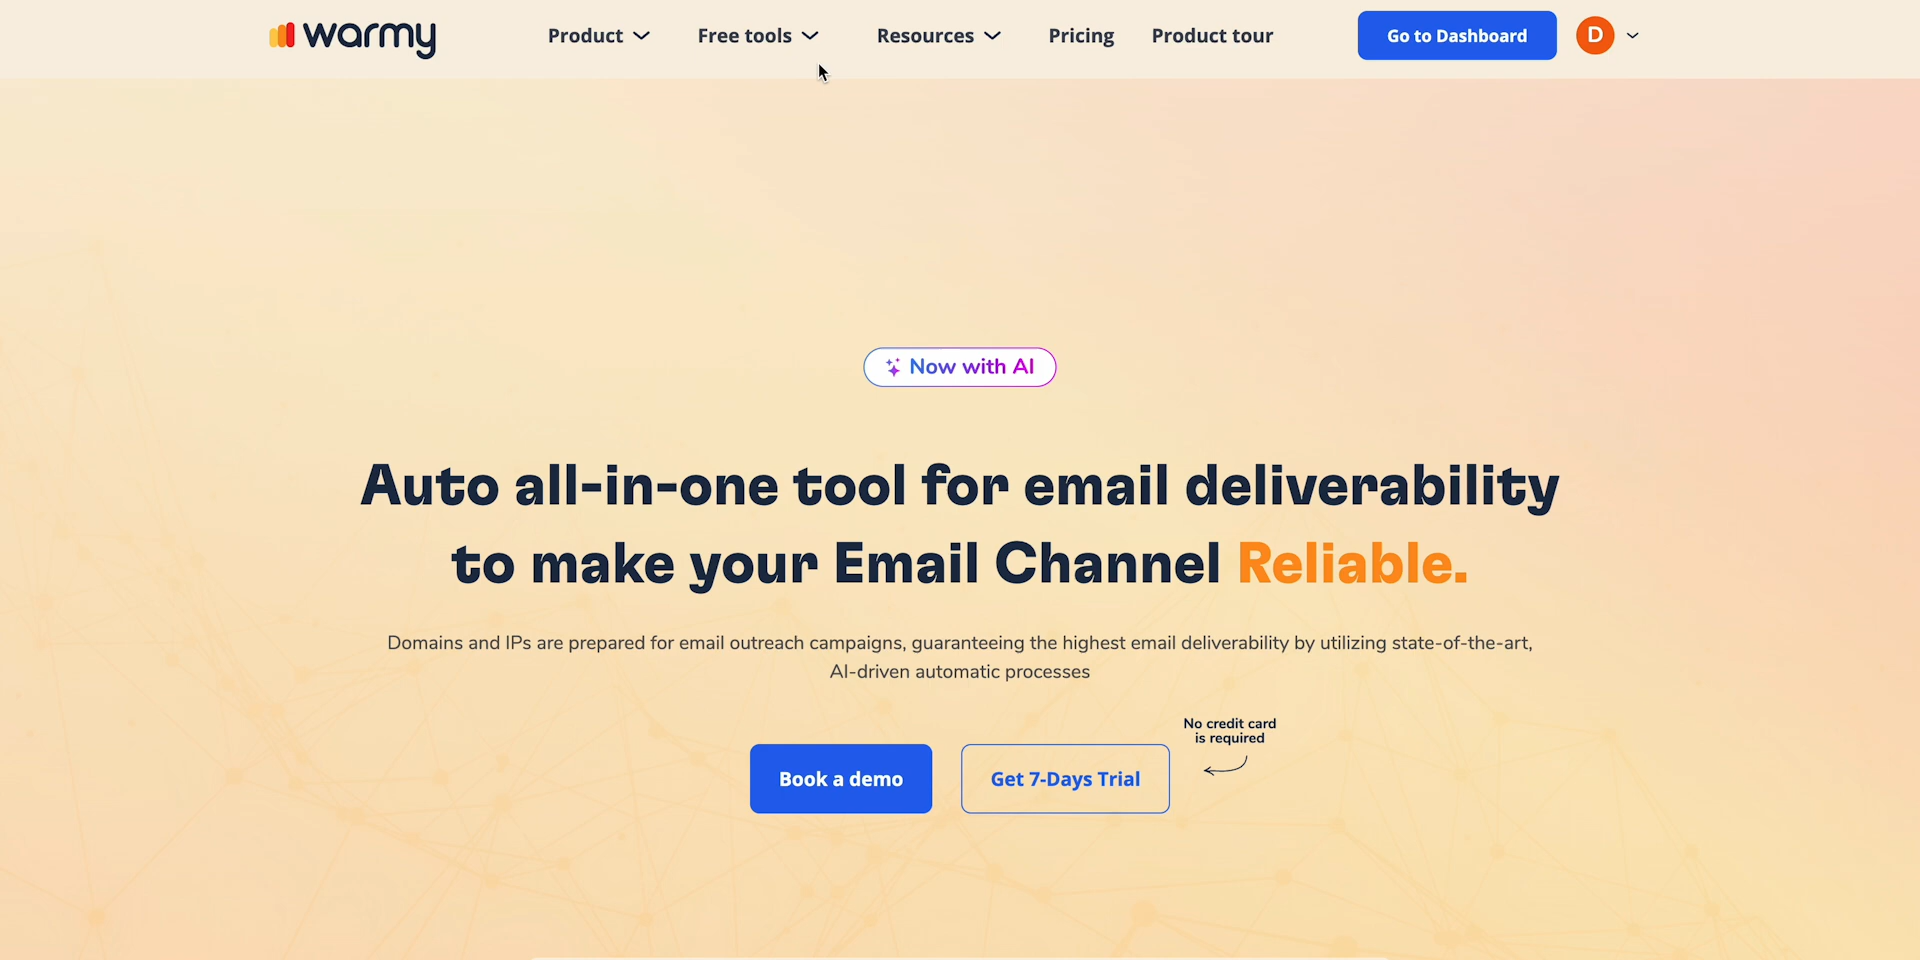 warmy
Product
Free tools
Resources
Pricing
Product tour
Go to Dashboard
D
Now with AI
Auto all-in-one tool for email deliverability
to make your Email Channel Reliable.
Domains and IPs are prepared for email outreach campaigns, guaranteeing the highest email deliverability by utilizing state-of-the-art,
AI-driven automatic processes
No credit card
is required
Book a demo
Get 7-Days Trial